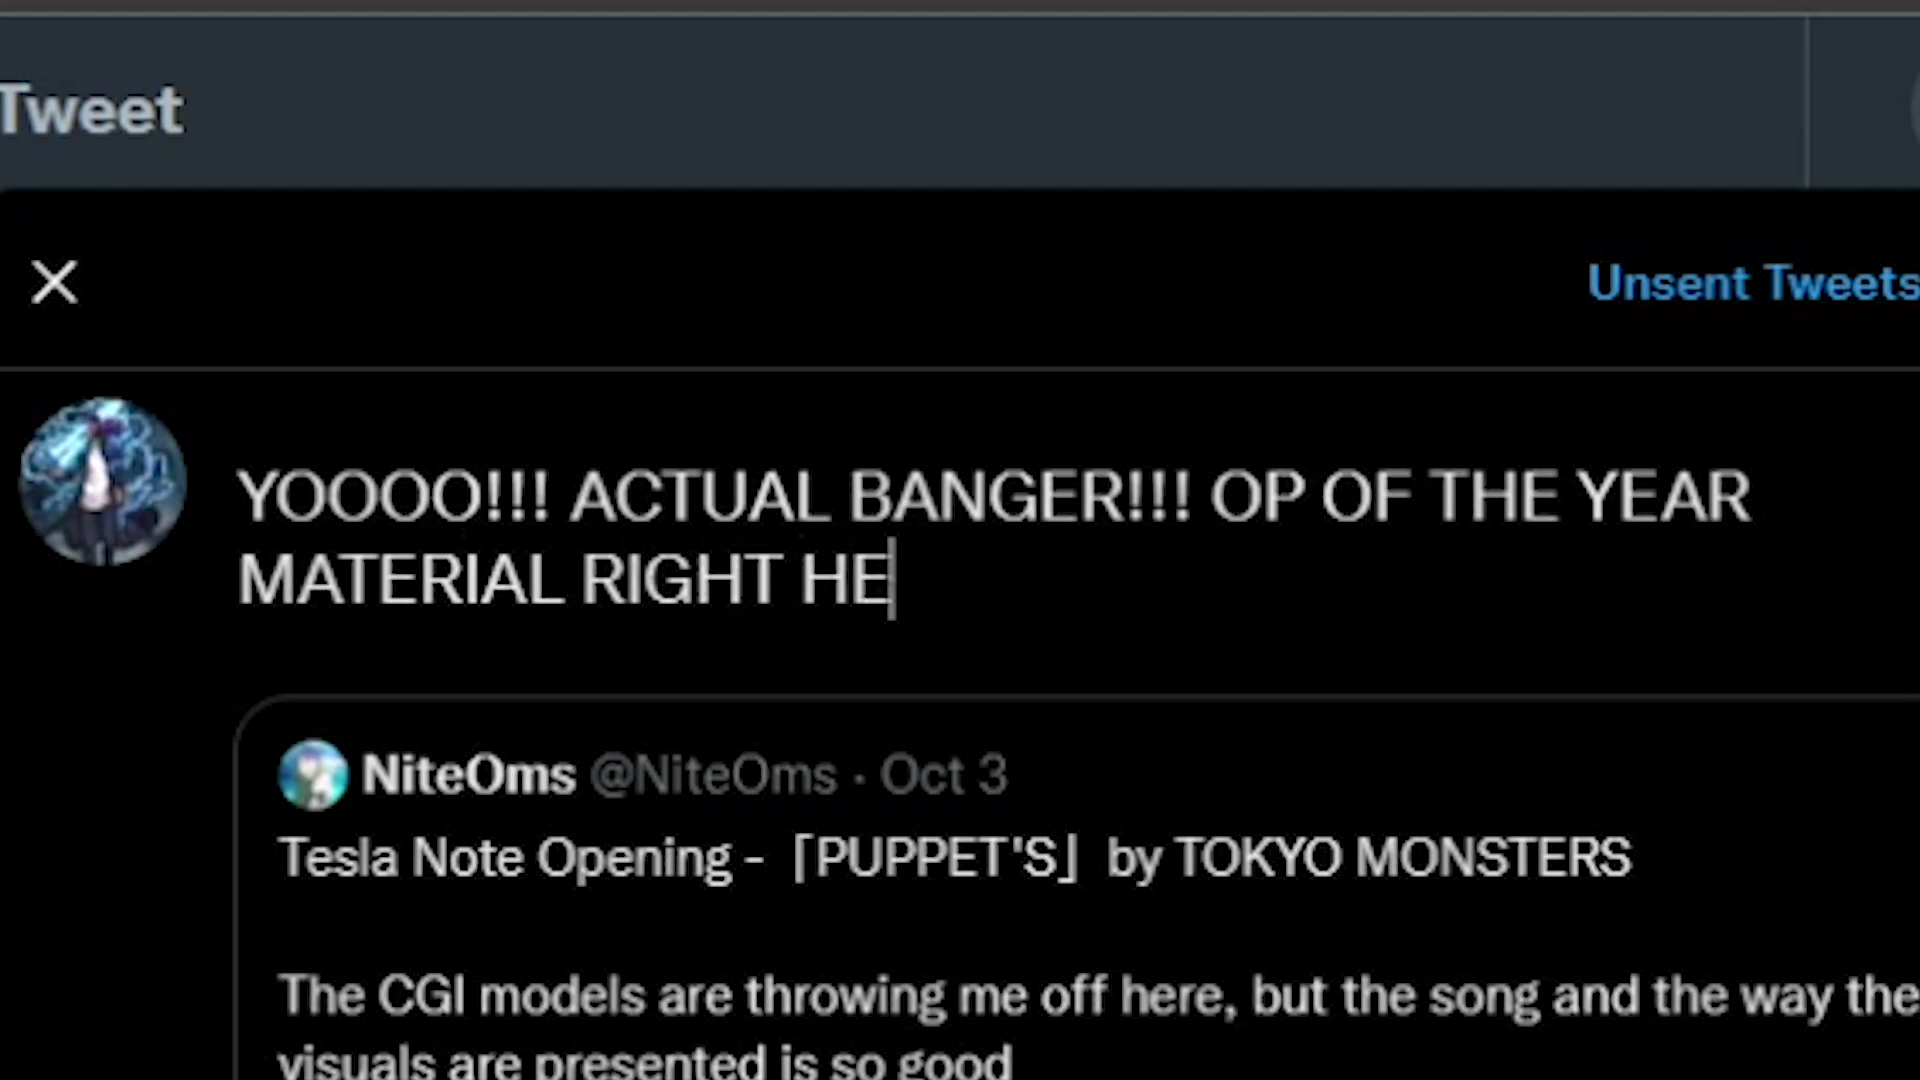 Tweet
Unsent Tweets
YOOOO!!! ACTUAL BANGER!!! OP OF THE YEAR
MATERIAL RIGHT HE
NiteOms @NiteOms · Oct 3
Tesla Note Opening - ｢PUPPET'S｣ by TOKYO MONSTERS
The CGI models are throwing me off here, but the song and the way the
visuals are presented is so good